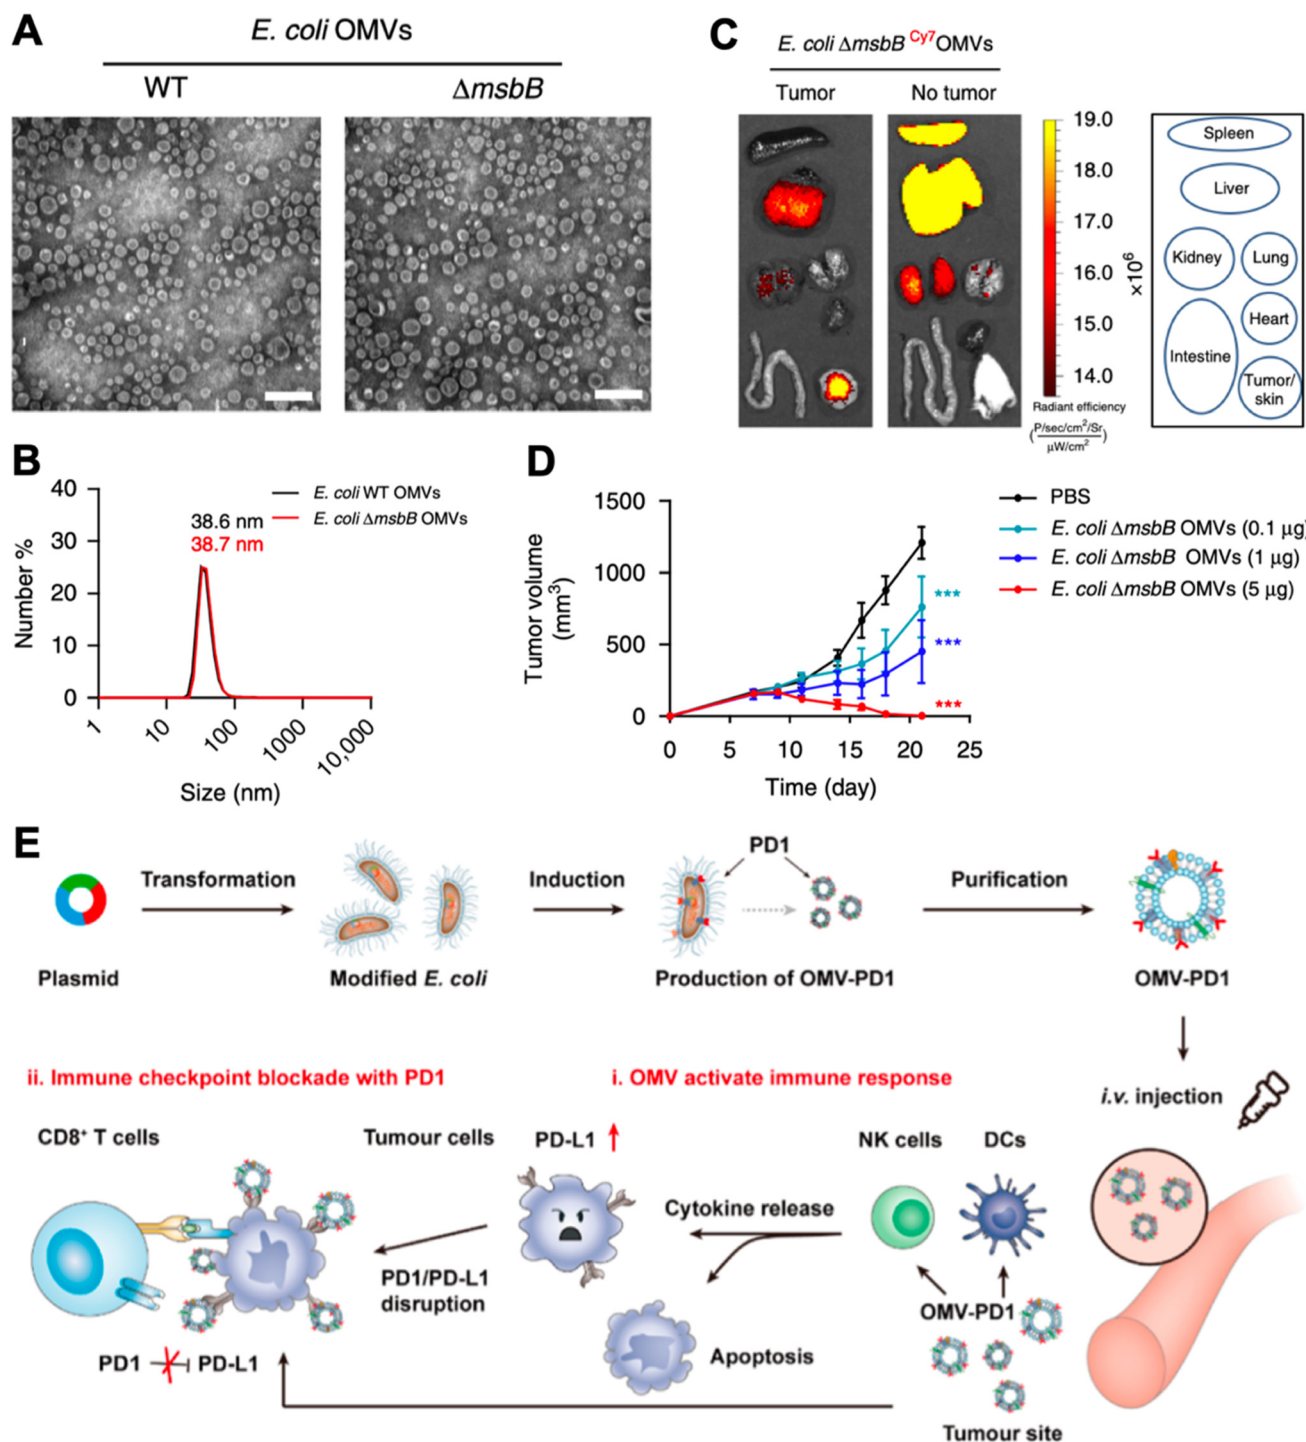 A
E. coli OMVs
WT
ΔmsbB
C
E. coli ΔmsbB Cy7OMVs
Tumor
No tumor
19.0
18.0
17.0
16.0
15.0
14.0
×10⁶
Radiant efficiency
(P/sec/cm²/Sr
μW/cm²)
Spleen
Liver
Kidney
Lung
Heart
Intestine
Tumor/
skin
B
40
30
20
10
0
Number %
E. coli WT OMVs
E. coli ΔmsbB OMVs
38.6 nm
38.7 nm
1
10
100
1000
10,000
Size (nm)
D
1500
1000
500
0
Tumor volume
(mm³)
0
5
10
15
20
25
Time (day)
***
***
***
PBS
E. coli ΔmsbB OMVs (0.1 μg)
E. coli ΔmsbB OMVs (1 μg)
E. coli ΔmsbB OMVs (5 μg)
E
Transformation
Induction
PD1
Purification
Plasmid
Modified E. coli
Production of OMV-PD1
OMV-PD1
ii. Immune checkpoint blockade with PD1
i. OMV activate immune response
i.v. injection
CD8⁺ T cells
Tumour cells
PD-L1
NK cells
DCs
Cytokine release
PD1/PD-L1
disruption
OMV-PD1
Apoptosis
PD1
PD-L1
Tumour site